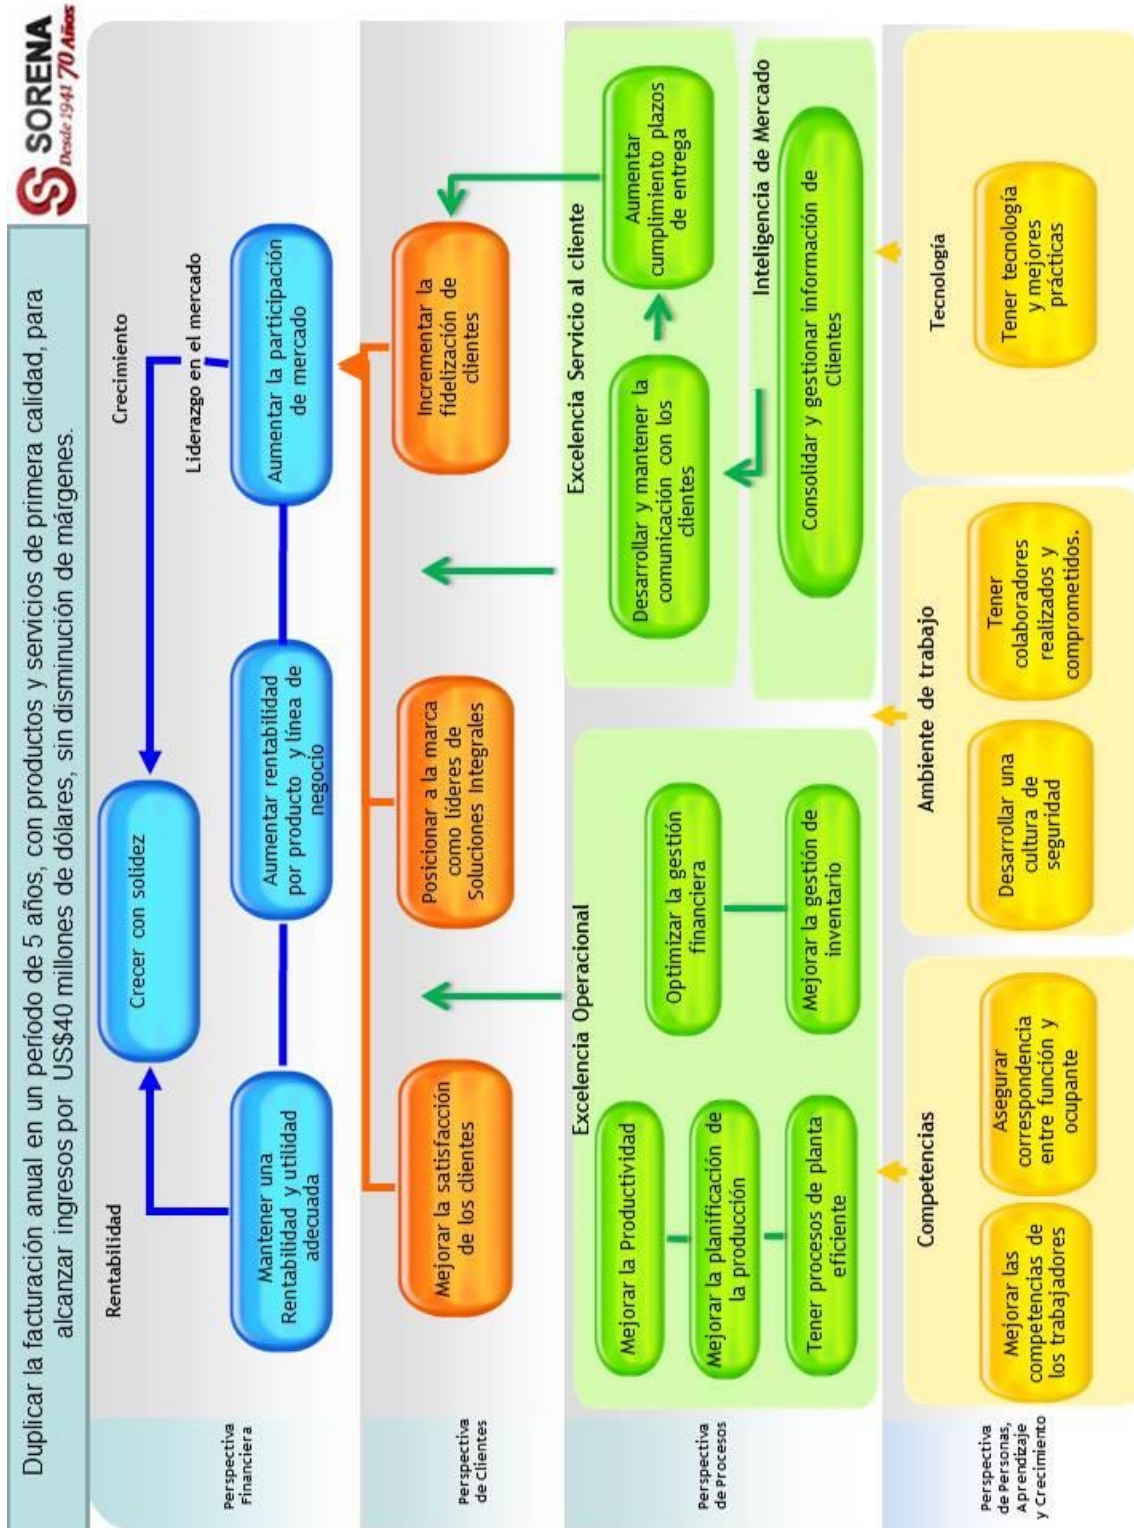 Duplicar la facturación anual en un período de 5 años, con productos y servicios de primera calidad, para
alcanzar ingresos por US$40 millones de dólares, sin disminución de márgenes.
SORENA
Desde 1941 70 Años
Perspectiva
Financiera
Rentabilidad
Crecimiento
Liderazgo en el mercado
Crecer con solidez
Mantener una
Rentabilidad y utilidad
adecuada
Aumentar rentabilidad
por producto y línea de
negocio
Aumentar la participación
de mercado
Perspectiva
de Clientes
Mejorar la satisfacción
de los clientes
Posicionar a la marca
como líderes de
Soluciones Integrales
Incrementar la
fidelización de
clientes
Perspectiva
de Procesos
Excelencia Operacional
Mejorar la Productividad
Mejorar la planificación de
la producción
Tener procesos de planta
eficiente
Optimizar la gestión
financiera
Mejorar la gestión de
inventario
Excelencia Servicio al cliente
Desarrollar y mantener la
comunicación con los
clientes
Aumentar
cumplimiento plazos
de entrega
Inteligencia de Mercado
Consolidar y gestionar información de
Clientes
Perspectiva
de Personas,
Aprendizaje
y Crecimiento
Competencias
Mejorar las
competencias de
los trabajadores
Asegurar
correspondencia
entre función y
ocupante
Ambiente de trabajo
Desarrollar una
cultura de
seguridad
Tener
colaboradores
realizados y
comprometidos.
Tecnología
Tener tecnología
y mejores
prácticas